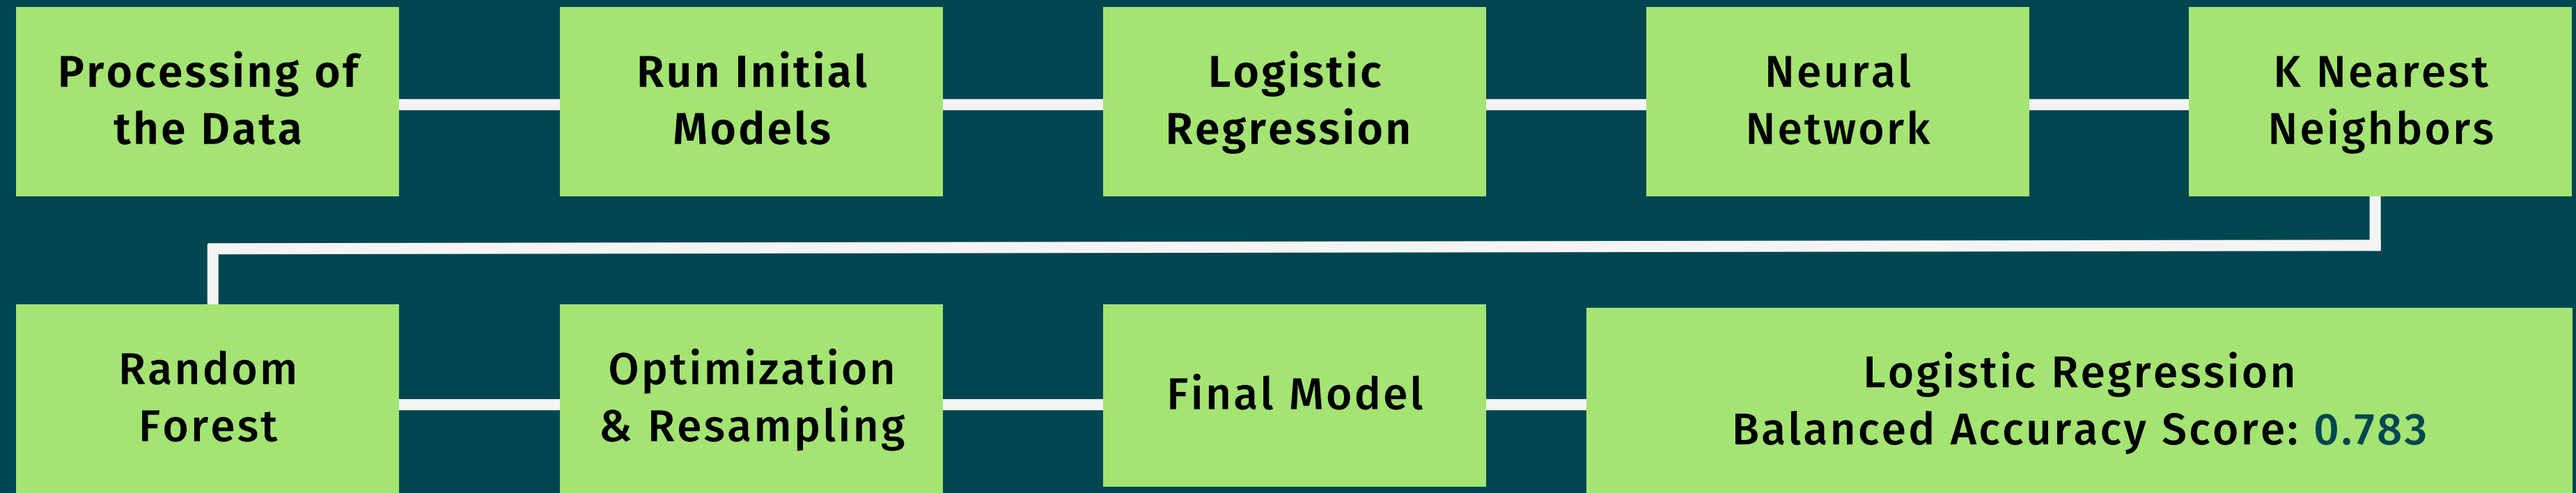 Processing of
the Data
Run Initial
Models
Logistic
Regression
Neural
Network
K Nearest
Neighbors
Random
Forest
Optimization
& Resampling
Final Model
Logistic Regression
Balanced Accuracy Score: 0.783